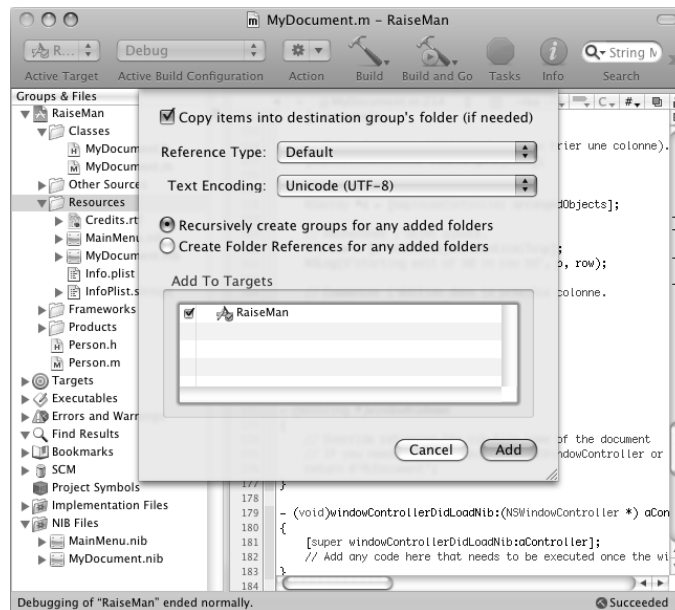 MyDocument.m – RaiseMan
R...
Debug
String M
Active Target
Active Build Configuration
Action
Build
Build and Go
Tasks
Info
Search
Groups & Files
RaiseMan
Classes
MyDocum
MyDocum
Other Source
Resources
Credits.rt
MainMenu
MyDocum
Info.plist
InfoPlist.s
Frameworks
Products
Person.h
Person.m
Targets
Executables
Errors and Warn
Find Results
Bookmarks
SCM
Project Symbols
Implementation Files
NIB Files
MainMenu.nib
MyDocument.nib
Copy items into destination group's folder (if needed)
Reference Type: Default
Text Encoding: Unicode (UTF-8)
Recursively create groups for any added folders
Create Folder References for any added folders
Add To Targets
RaiseMan
Cancel
Add
C, #,
rier une colonne).
dObjects];
;
o, row);
colonne.
of the document
ndowController or
177 }
178
179 - (void)windowControllerDidLoadNib:(NSWindowController *) aCon
180 {
181 [super windowControllerDidLoadNib:aController];
182 // Add any code here that needs to be executed once the wi
183 }
184
Debugging of "RaiseMan" ended normally.
Succeeded